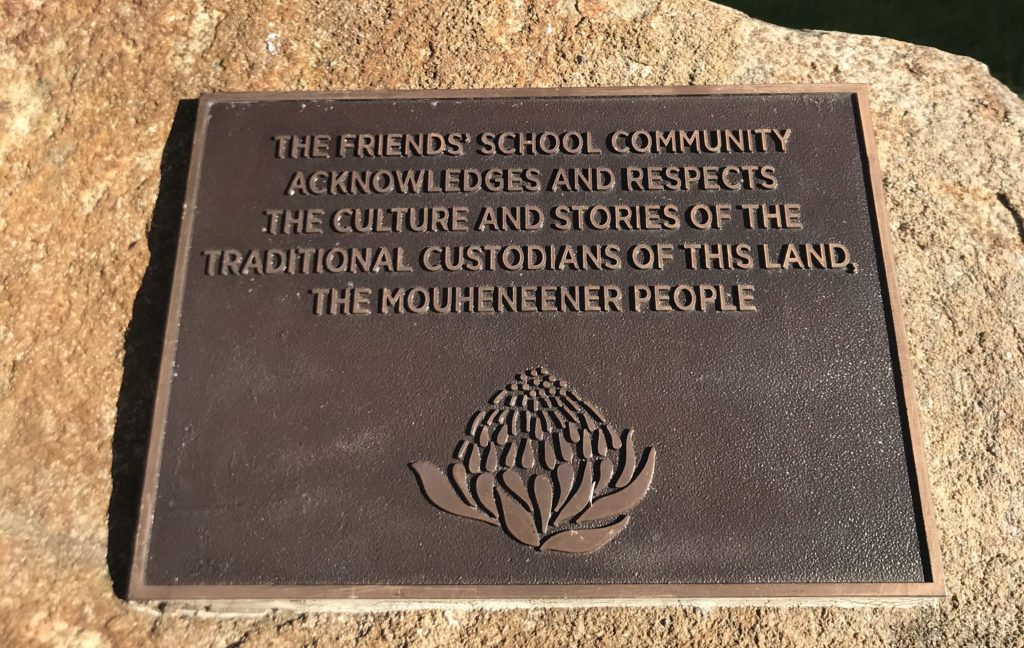 THE FRIENDS' SCHOOL COMMUNITY
ACKNOWLEDGES AND RESPECTS
THE CULTURE AND STORIES OF THE
TRADITIONAL CUSTODIANS OF THIS LAND,
THE MOUHENEENER PEOPLE